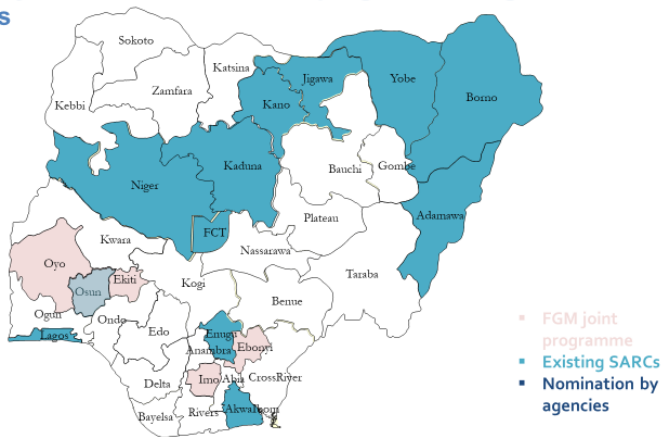 s
Sokoto
Katsina
Jigawa
Yobe
Borno
Zamfara
Kebbi
Kano
Kaduna
Bauchi
Gombe
Niger
Adamawa
Plateau
FCT
Kwara
Nassarawa
Oyo
Taraba
Ekiti
Kogi
Osun
Benue
Ogun
Ondo
Edo
Lagos
Enugu
Anambra
Ebonyi
Imo
Abia
CrossRiver
Delta
Bayelsa
Rivers
AkwaIbom
FGM joint
programme
Existing SARCs
Nomination by
agencies